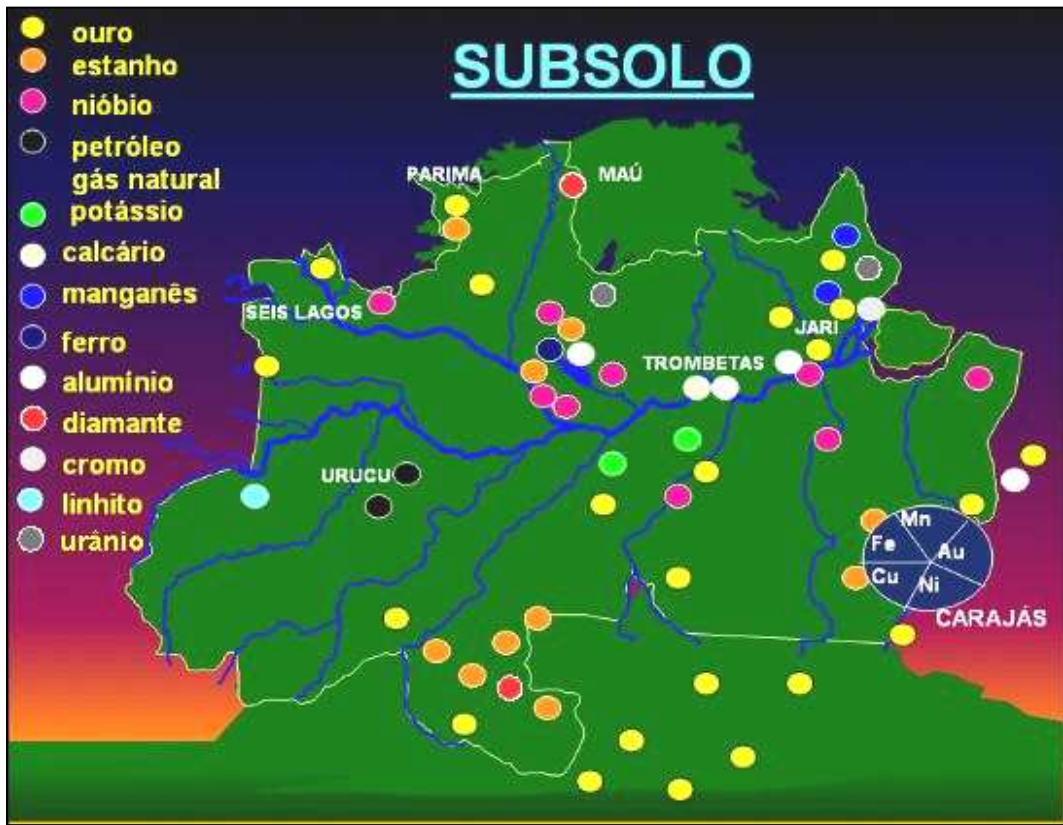 SUBSOLO
ouro
estanho
nióbio
petróleo
gás natural
potássio
calcário
manganês
ferro
alumínio
diamante
cromo
linhito
urânio
PARIMA
MAÚ
SEIS LAGOS
JARI
TROMBETAS
URUCU
Mn
Fe
Au
Cu
Ni
CARAJÁS